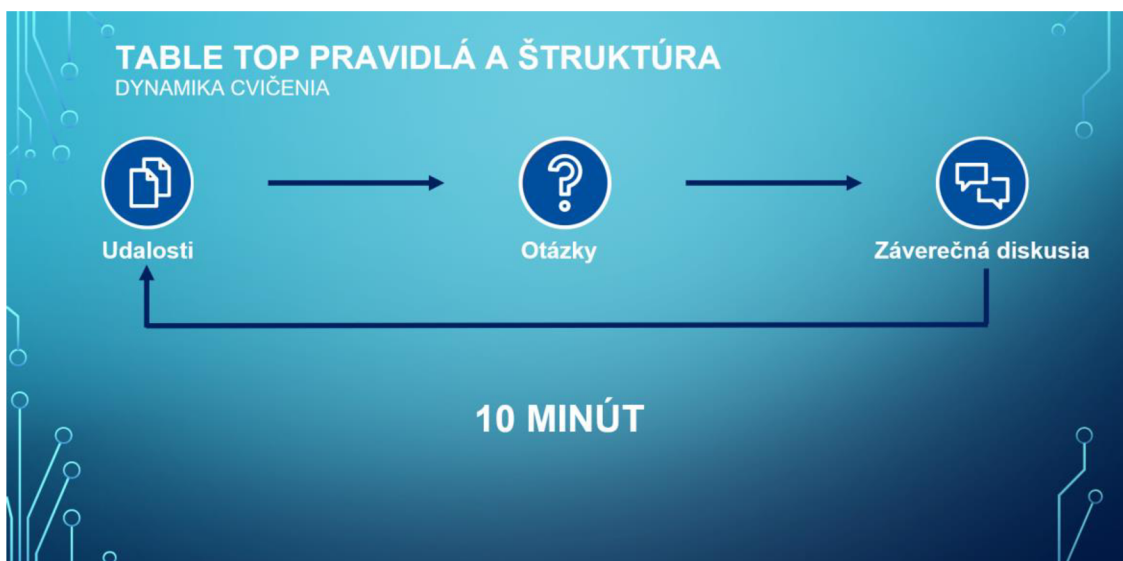 TABLE TOP PRAVIDLÁ A ŠTRUKTÚRA
DYNAMIKA CVIČENIA
Udalosti
Otázky
Záverečná diskusia
10 MINÚT